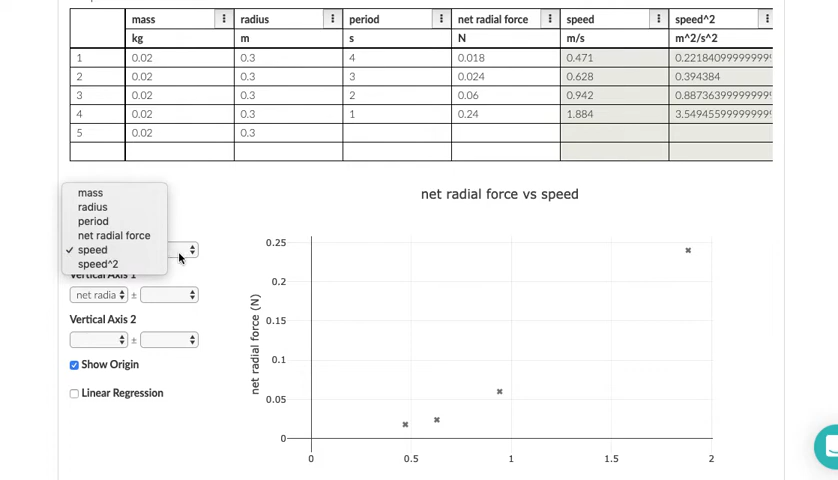 mass radius period net radial force speed speed^2
kg m s N m/s m^2/s^2
1 0.02 0.3 4 0.018 0.471 0.2218409999999
2 0.02 0.3 3 0.024 0.628 0.394384
3 0.02 0.3 2 0.06 0.942 0.8873639999999
4 0.02 0.3 1 0.24 1.884 3.5494559999999
5 0.02 0.3
mass
radius
period
net radial force
✓ speed
speed^2
Vertical Axis 1
net radia ±
Vertical Axis 2
±
Show Origin
Linear Regression
net radial force vs speed
net radial force (N)
0.25
0.2
0.15
0.1
0.05
0
0 0.5 1 1.5 2